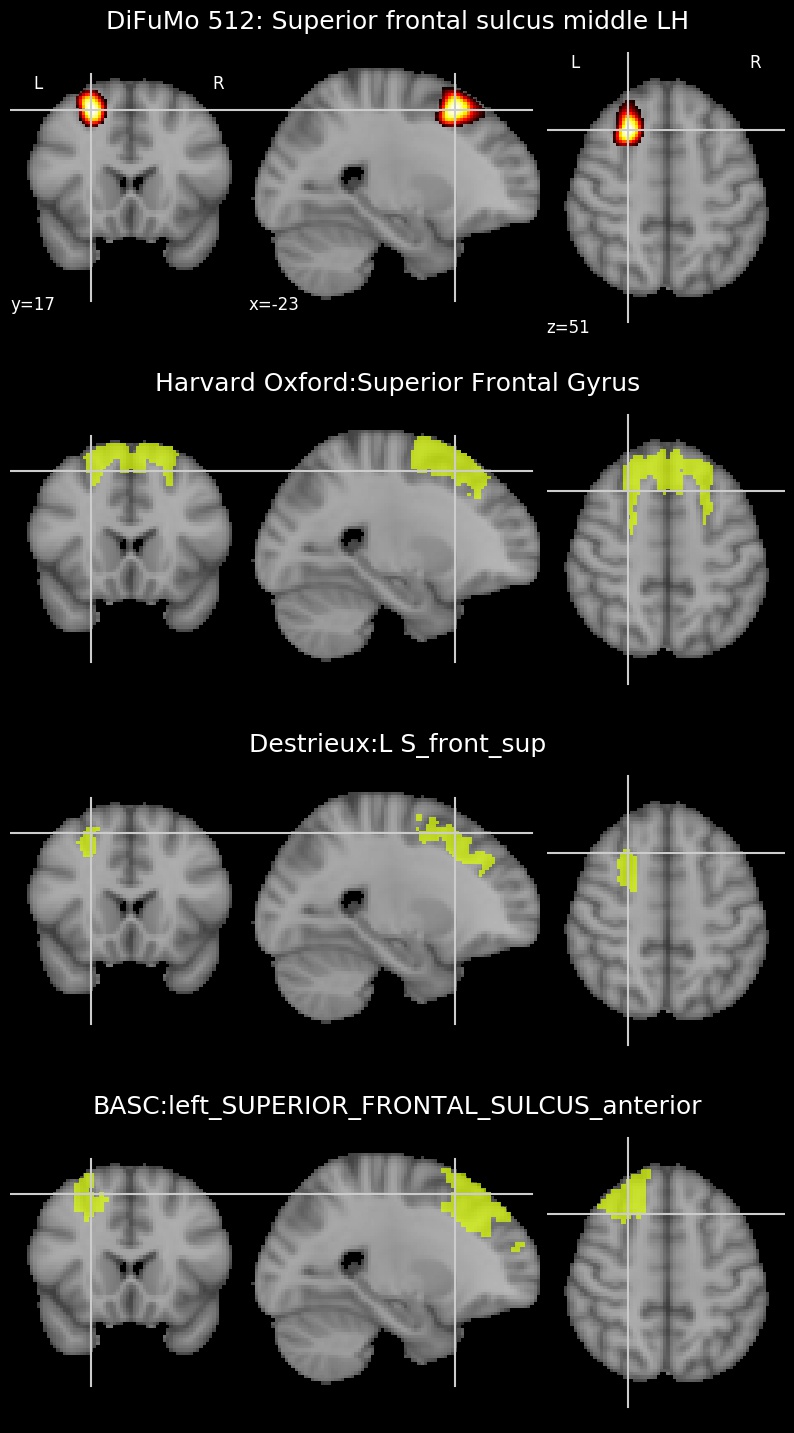 DiFuMo 512: Superior frontal sulcus middle LH
L R
L R
y=17
x=-23
z=51
Harvard Oxford:Superior Frontal Gyrus
Destrieux:L S_front_sup
BASC:left_SUPERIOR_FRONTAL_SULCUS_anterior